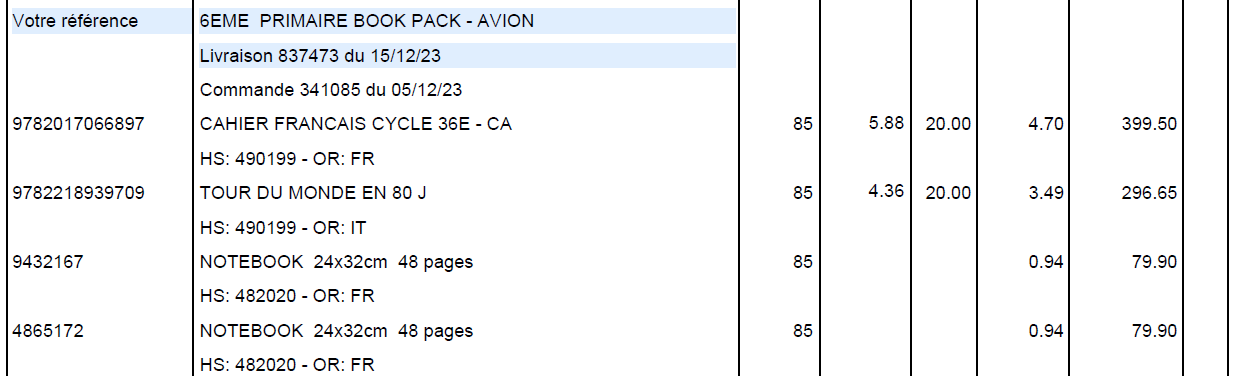 Votre référence 6EME PRIMAIRE BOOK PACK - AVION
Livraison 837473 du 15/12/23
Commande 341085 du 05/12/23
9782017066897 CAHIER FRANCAIS CYCLE 36E - CA 85 5.88 20.00 4.70 399.50
HS: 490199 - OR: FR
9782218939709 TOUR DU MONDE EN 80 J 85 4.36 20.00 3.49 296.65
HS: 490199 - OR: IT
9432167 NOTEBOOK 24x32cm 48 pages 85 0.94 79.90
HS: 482020 - OR: FR
4865172 NOTEBOOK 24x32cm 48 pages 85 0.94 79.90
HS: 482020 - OR: FR